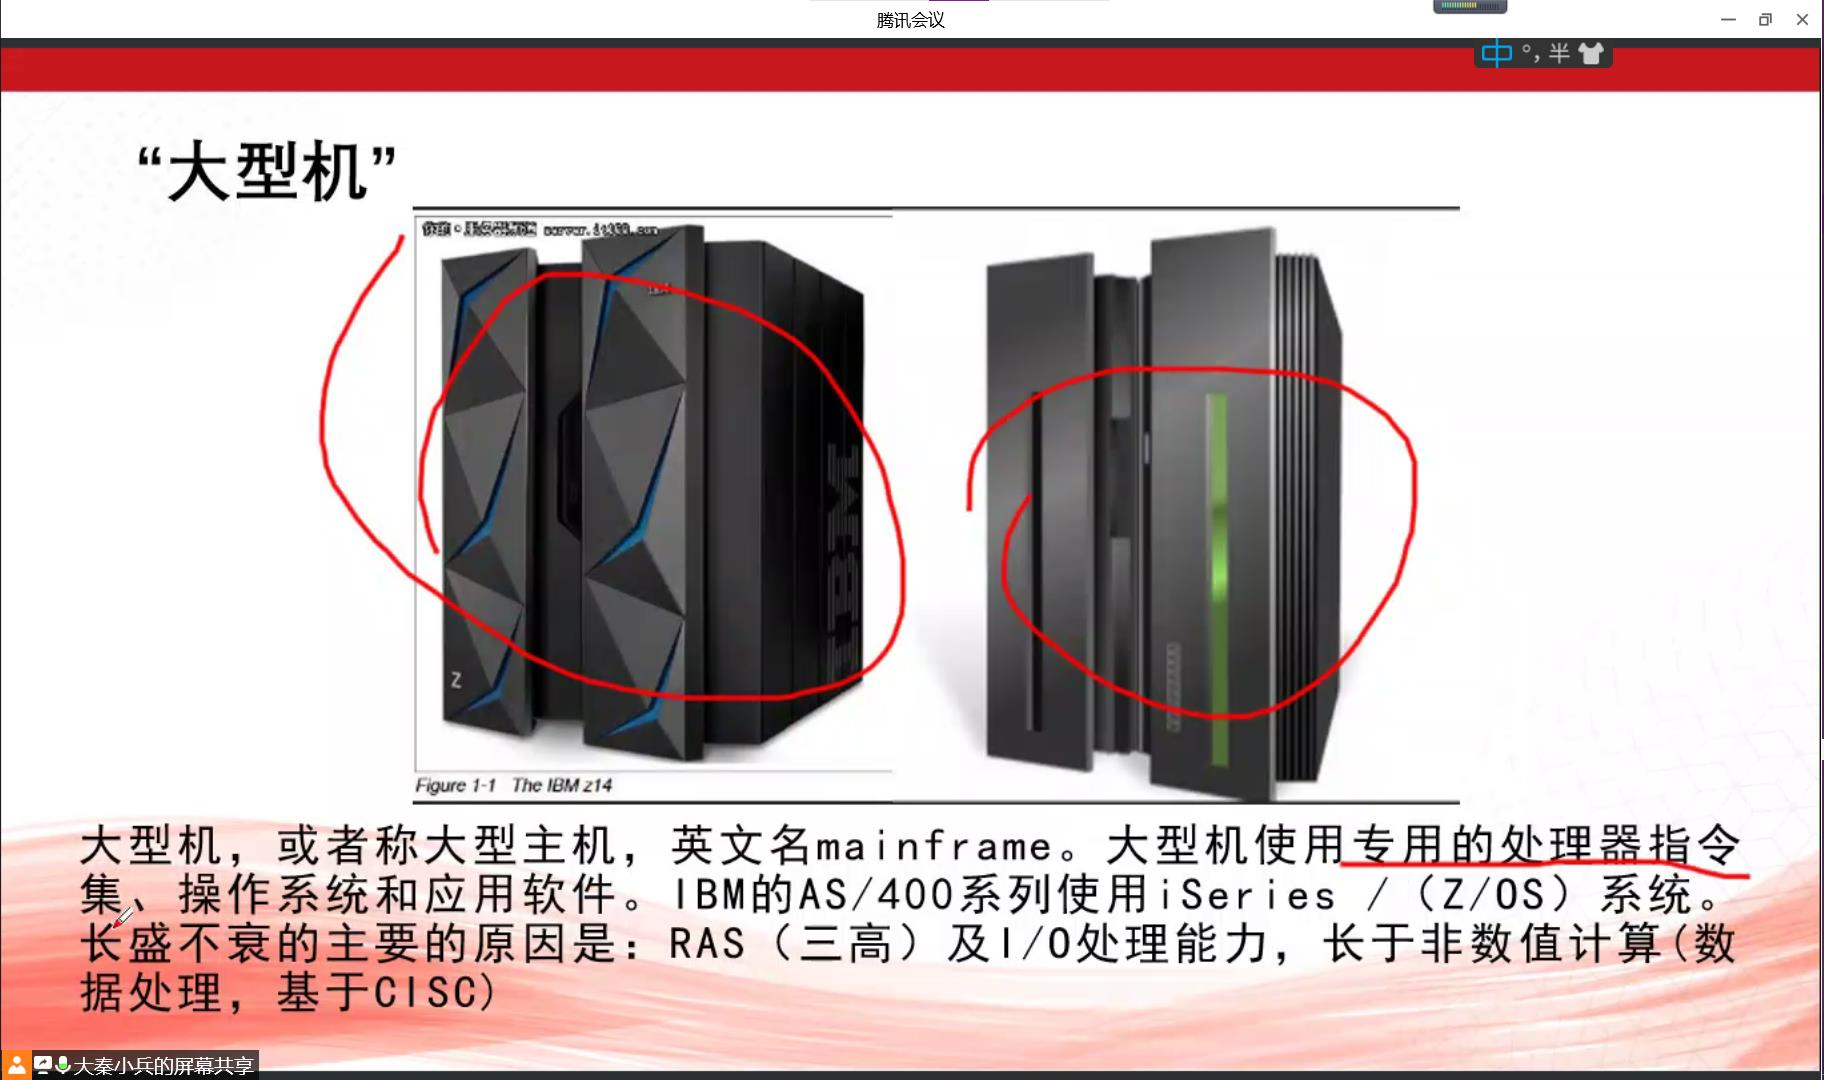 腾讯会议
中 °, 半
“大型机”
server.it168.com
IBM
IBM
Z
Figure 1-1 The IBM z14
大型机，或者称大型主机，英文名mainframe。大型机使用专用的处理器指令
集、操作系统和应用软件。IBM的AS/400系列使用iSeries /（Z/OS）系统。
长盛不衰的主要的原因是：RAS（三高）及I/O处理能力，长于非数值计算(数
据处理，基于CISC)
大秦小兵的屏幕共享